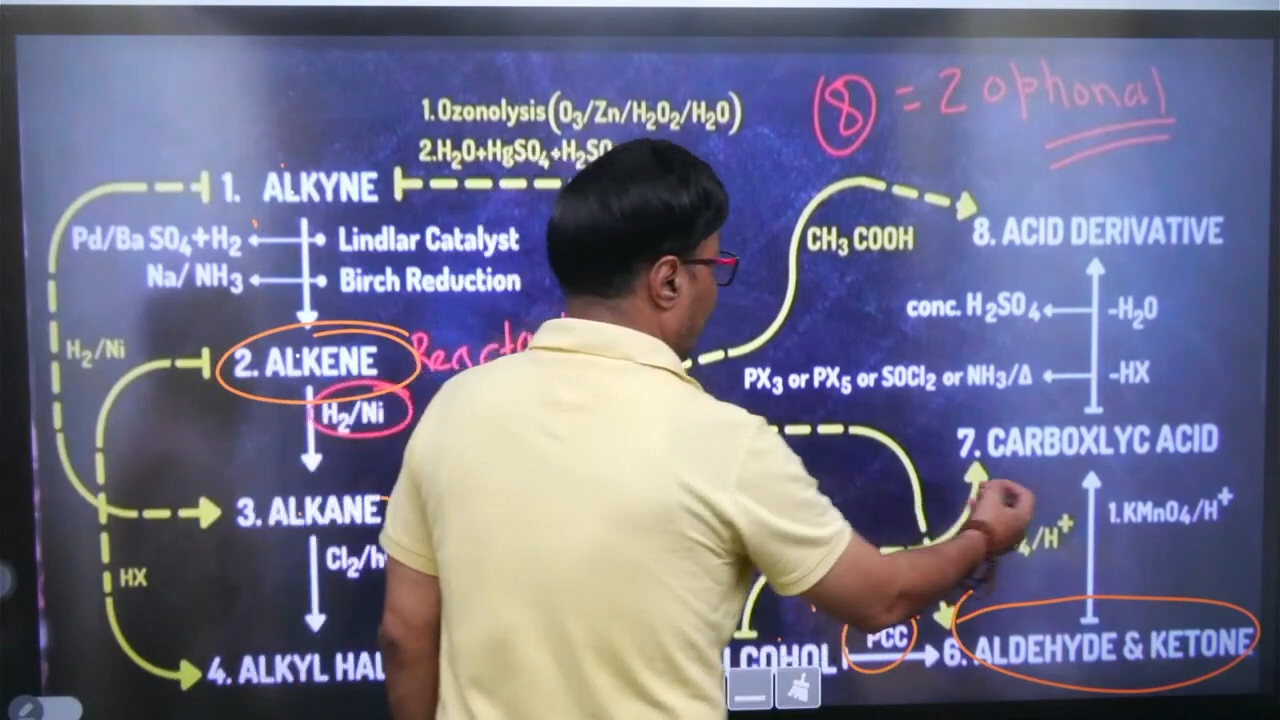 ⑧ = 2 optional
1.Ozonolysis(O₃/Zn/H₂O₂/H₂O)
2.H₂O+HgSO₄+H₂SO
1. ALKYNE
Pd/Ba SO₄+H₂
Lindlar Catalyst
Na/ NH₃
Birch Reduction
CH₃ COOH
8. ACID DERIVATIVE
conc. H₂SO₄
-H₂O
H₂/Ni
2. ALKENE
PX₃ or PX₅ or SOCl₂ or NH₃/Δ
-HX
H₂/Ni
7. CARBOXLYC ACID
3. ALKANE
1.KMnO₄/H⁺
₄/H⁺
Cl₂/h
HX
PCC
4. ALKYL HAL
LCOHOL
6. ALDEHYDE & KETONE